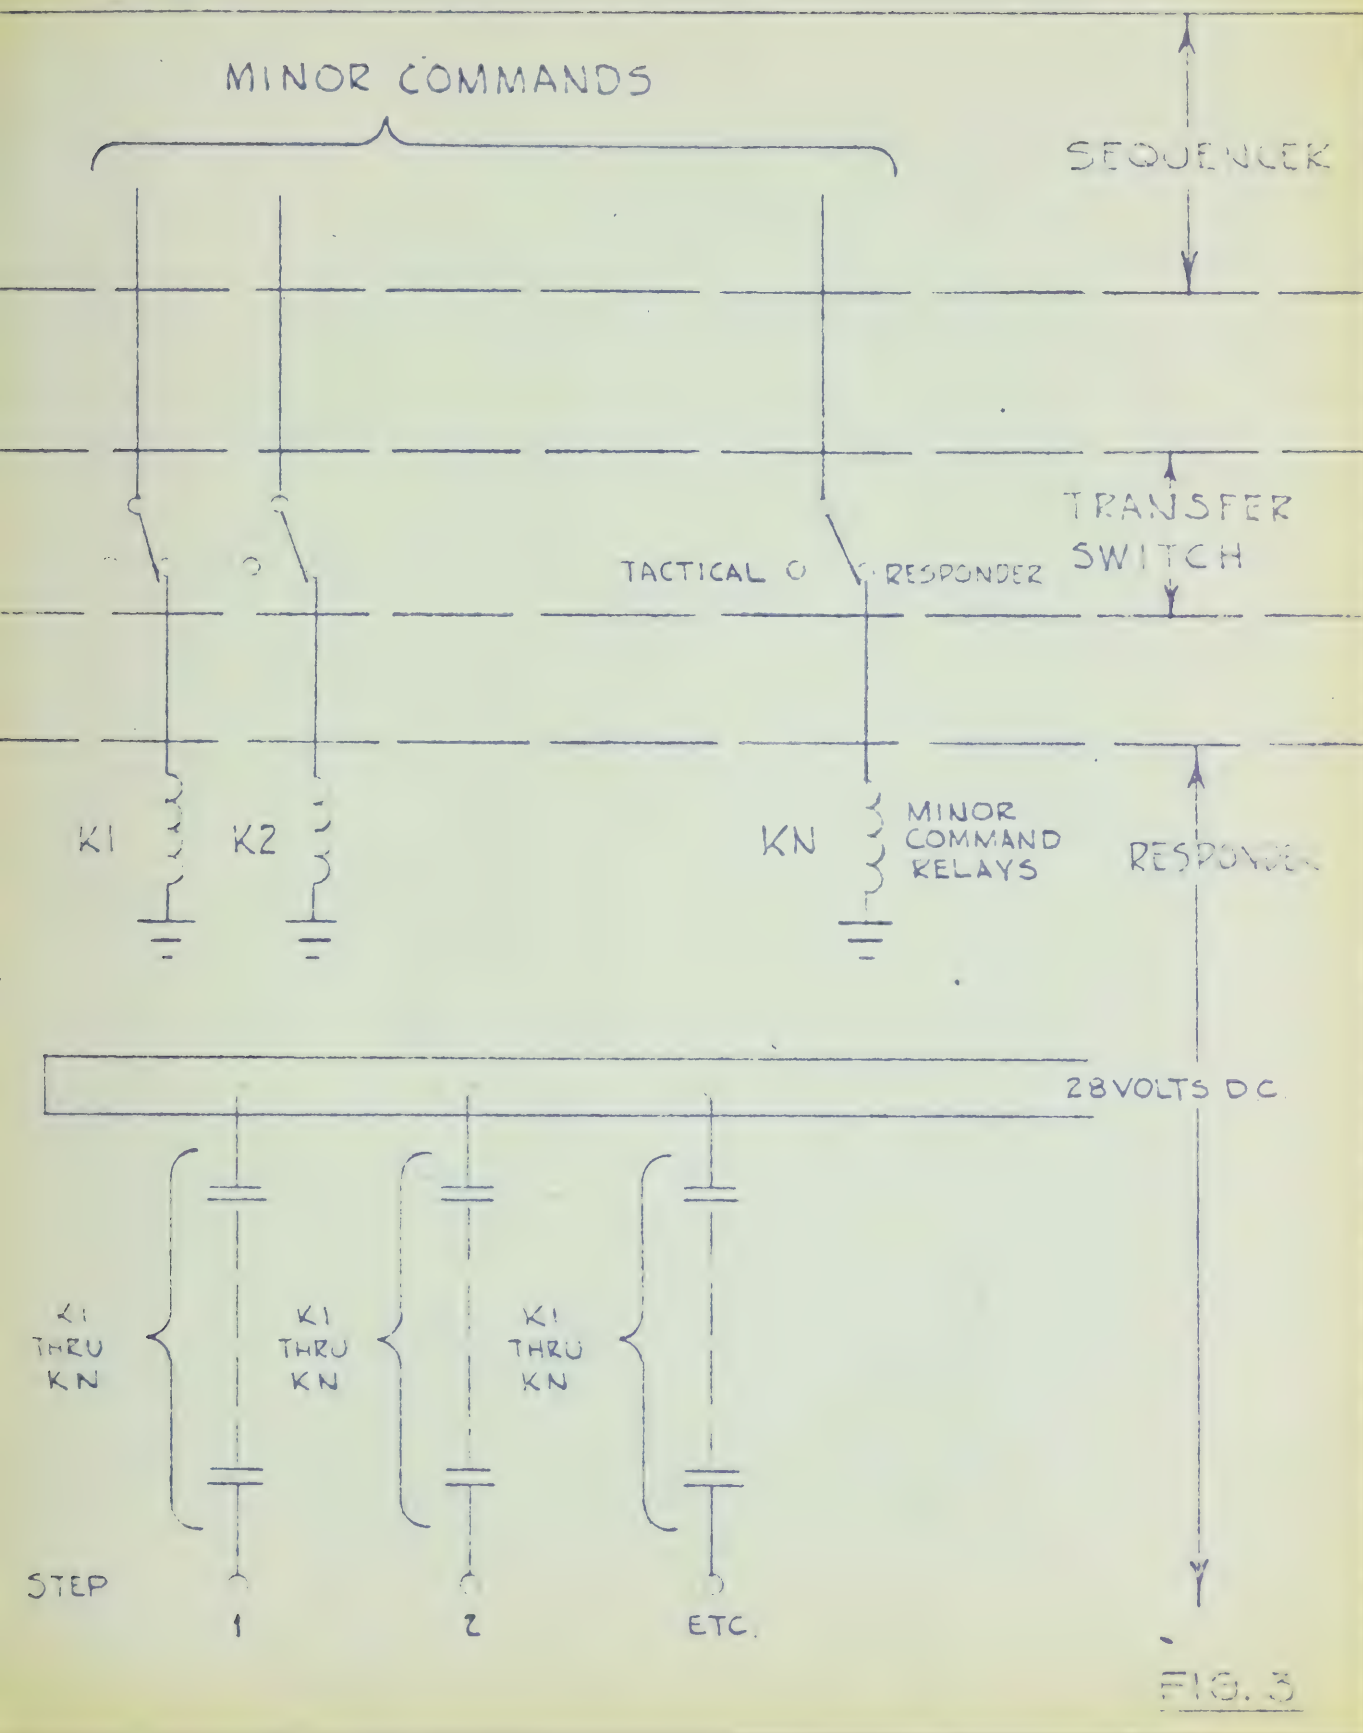 MINOR COMMANDS
SEQUENCER
TRANSFER
SWITCH
TACTICAL
RESPONDER
K1
K2
KN
MINOR
COMMAND
RELAYS
RESPONDER
28 VOLTS D C.
K1
THRU
KN
K1
THRU
KN
K1
THRU
KN
STEP
1
2
ETC.
FIG. 3